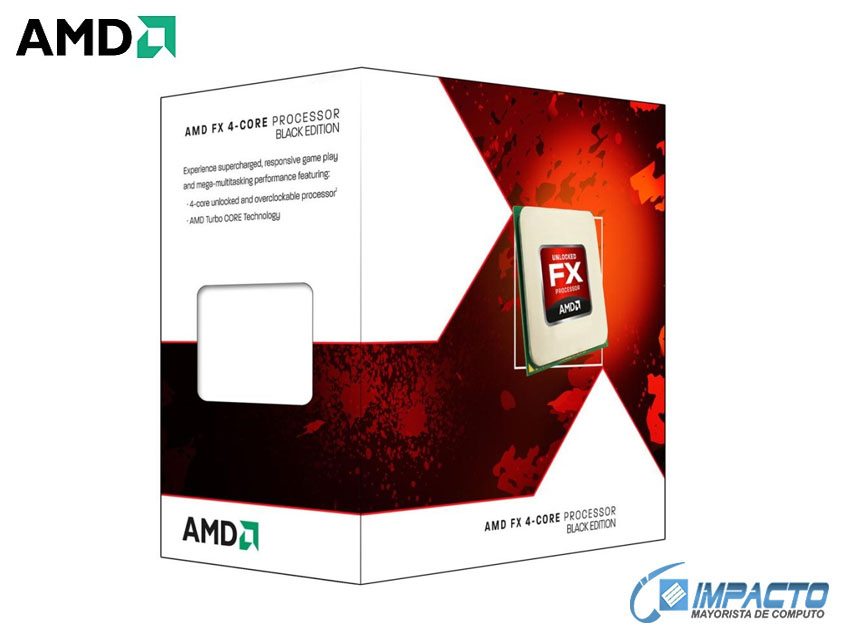 AMD
AMD FX 4-CORE PROCESSOR
BLACK EDITION
Experience supercharged, responsive game play
and mega-multitasking performance featuring:
· 4-core unlocked and overclockable processor¹
· AMD Turbo CORE Technology
UNLOCKED
FX
PROCESSOR
AMD
AMD
AMD FX 4-CORE PROCESSOR
BLACK EDITION
IMPACTO
MAYORISTA DE COMPUTO